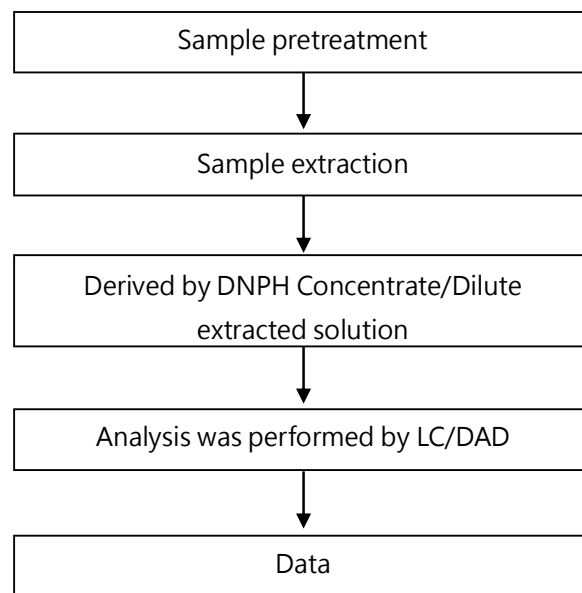 Sample pretreatment
Sample extraction
Derived by DNPH Concentrate/Dilute
extracted solution
Analysis was performed by LC/DAD
Data